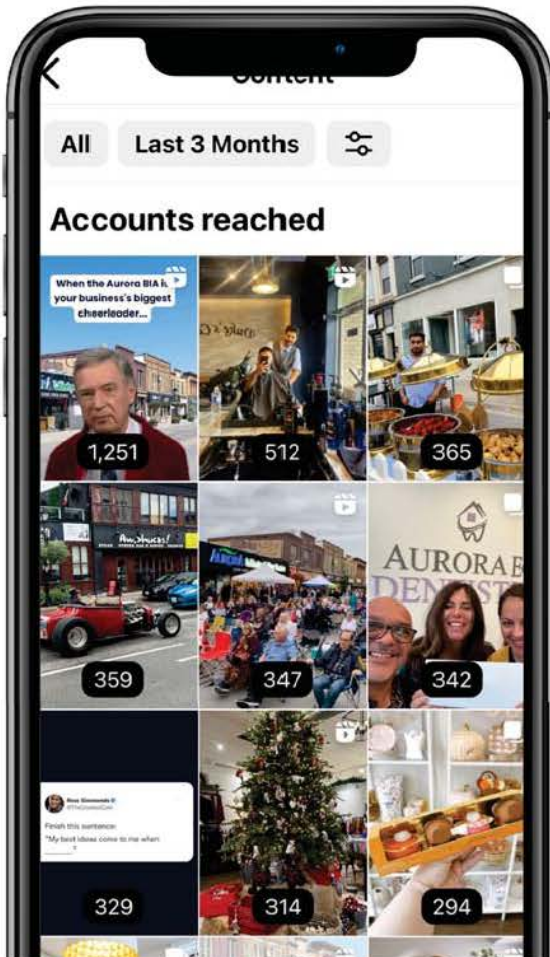 Content
All
Last 3 Months
Accounts reached
When the Aurora BIA is
your business's biggest
cheerleader...
1,251
512
365
359
347
342
AURORA
DENTIST
329
Finish this sentence:
"My best ideas come to me when
314
294